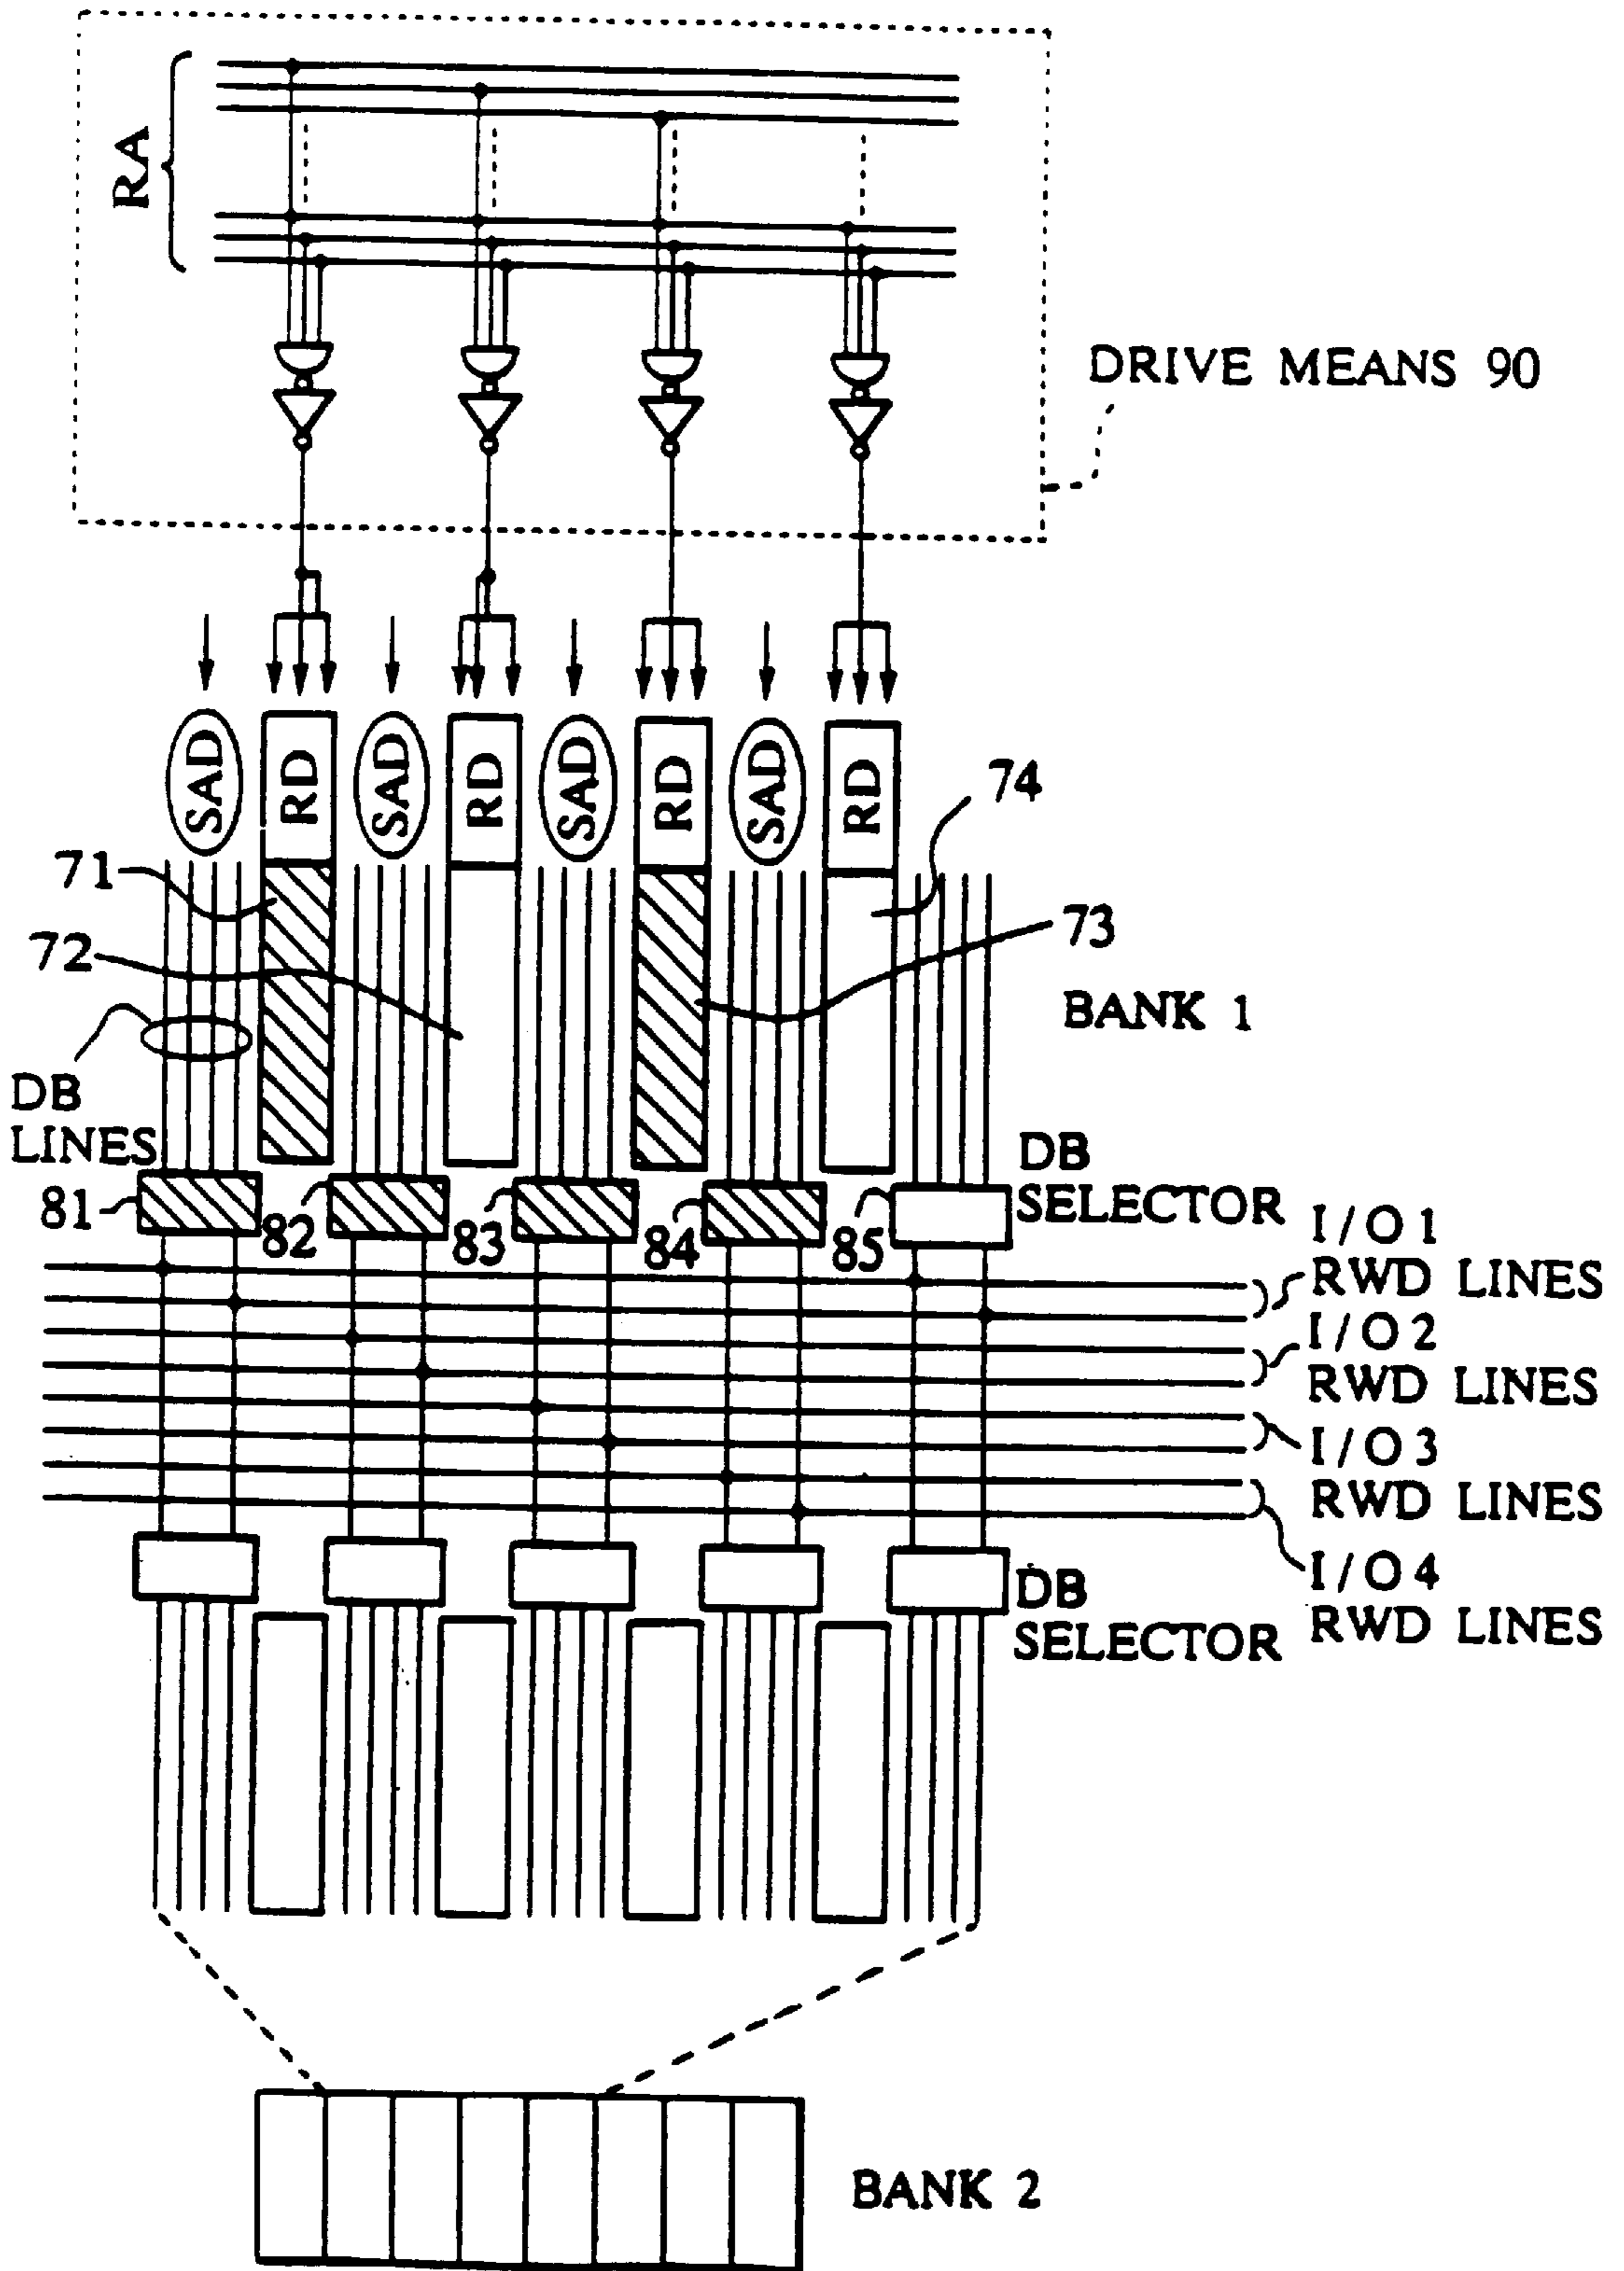 RA
DRIVE MEANS 90
SAD
RD
SAD
RD
SAD
RD
SAD
RD
74
71
72
73
BANK 1
DB
LINES
DB
SELECTOR
81
82
83
84
85
I/O 1
RWD LINES
I/O 2
RWD LINES
I/O 3
RWD LINES
I/O 4
RWD LINES
DB
SELECTOR
BANK 2